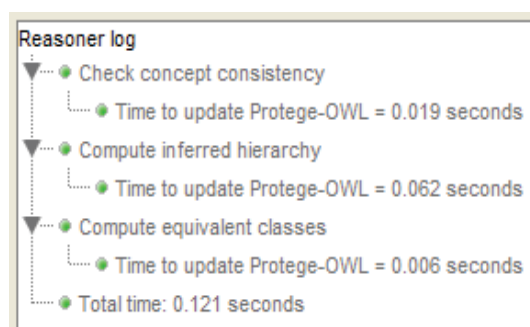 Reasoner log
Check concept consistency
Time to update Protege-OWL = 0.019 seconds
Compute inferred hierarchy
Time to update Protege-OWL = 0.062 seconds
Compute equivalent classes
Time to update Protege-OWL = 0.006 seconds
Total time: 0.121 seconds